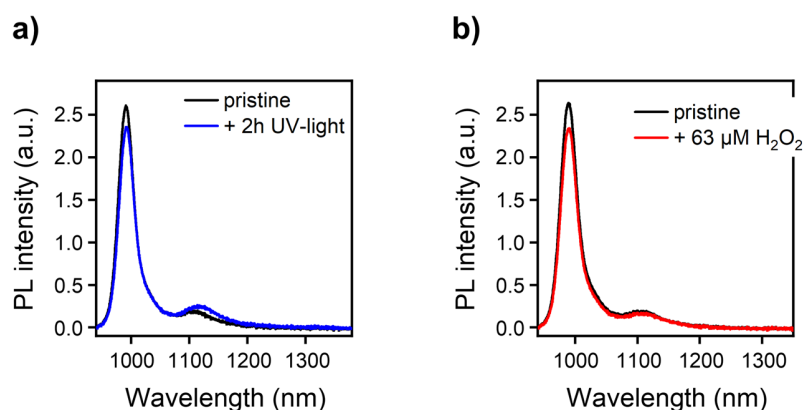 a)
b)
PL intensity (a.u.)
2.5
2.0
1.5
1.0
0.5
0.0
pristine
+ 2h UV-light
1000 1100 1200 1300
Wavelength (nm)
PL intensity (a.u.)
2.5
2.0
1.5
1.0
0.5
0.0
pristine
+ 63 µM H₂O₂
1000 1100 1200 1300
Wavelength (nm)